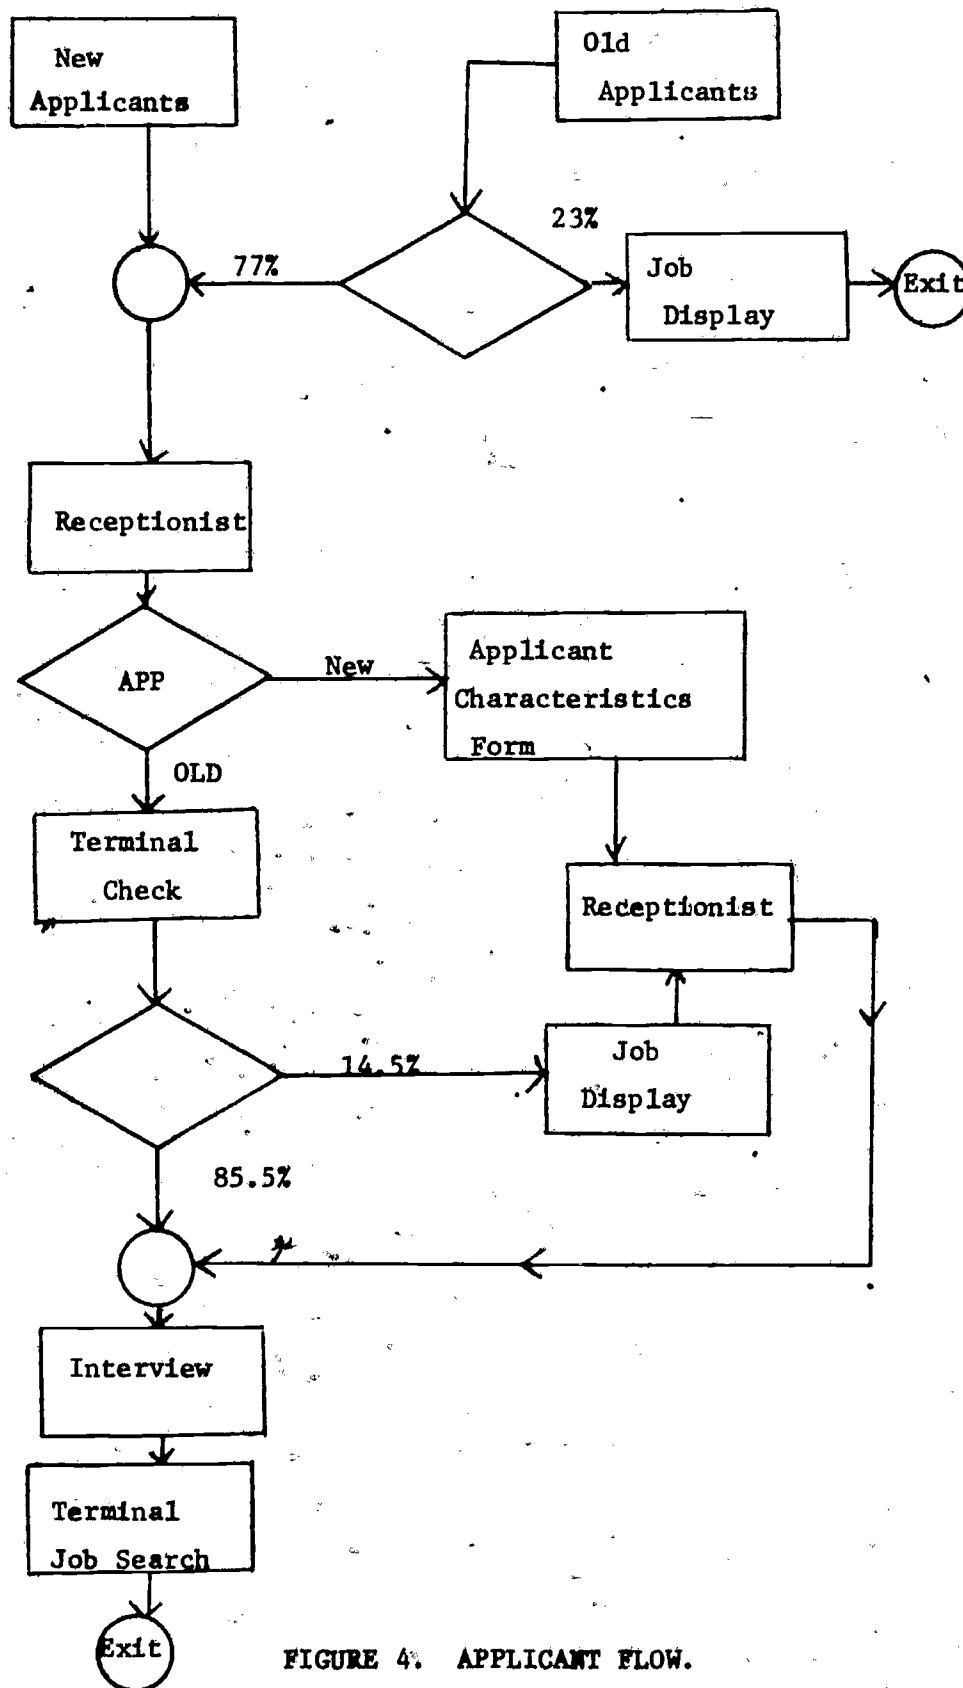 New
Applicants
Old
Applicants
23%
77%
Job
Display
Exit
Receptionist
APP
New
Applicant
Characteristics
Form
OLD
Terminal
Check
Receptionist
14.5%
Job
Display
85.5%
Interview
Terminal
Job Search
Exit
FIGURE 4. APPLICANT FLOW.